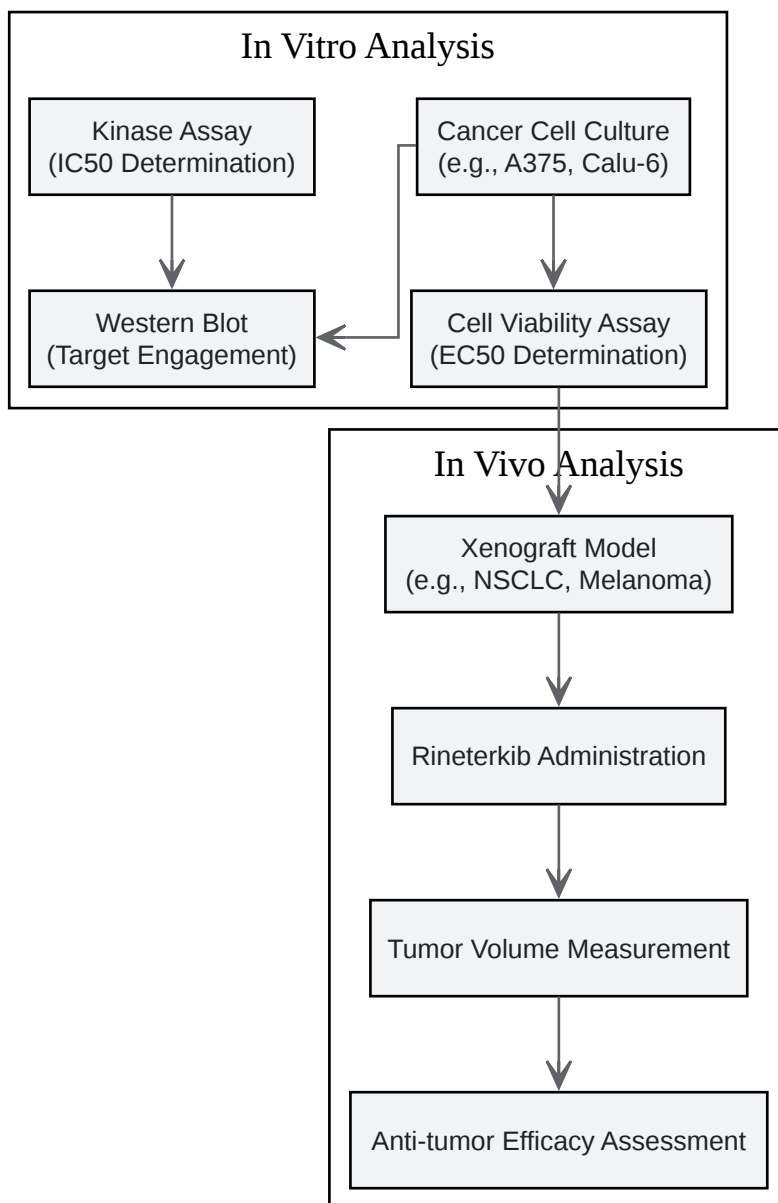 In Vitro Analysis
Kinase Assay
(IC50 Determination)
Cancer Cell Culture
(e.g., A375, Calu-6)
Western Blot
(Target Engagement)
Cell Viability Assay
(EC50 Determination)
In Vivo Analysis
Xenograft Model
(e.g., NSCLC, Melanoma)
Rineterkib Administration
Tumor Volume Measurement
Anti-tumor Efficacy Assessment